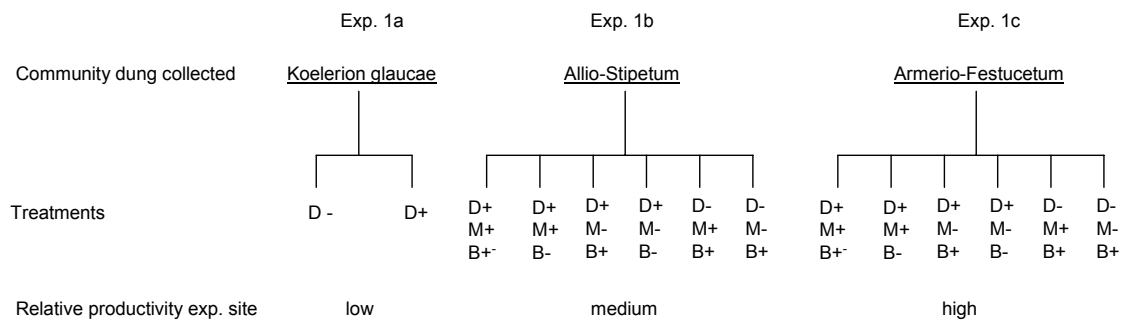 Exp. 1a Exp. 1b Exp. 1c
Community dung collected Koelerion glaucae Allio-Stipetum Armerio-Festucetum
Treatments D - D+ D+ D+ D+ D+ D- D- D+ D+ D+ D+ D- D-
M+ M+ M- M- M+ M- M+ M+ M- M- M+ M-
B+- B- B+ B- B+ B+ B+- B- B+ B- B+ B+
Relative productivity exp. site low medium high